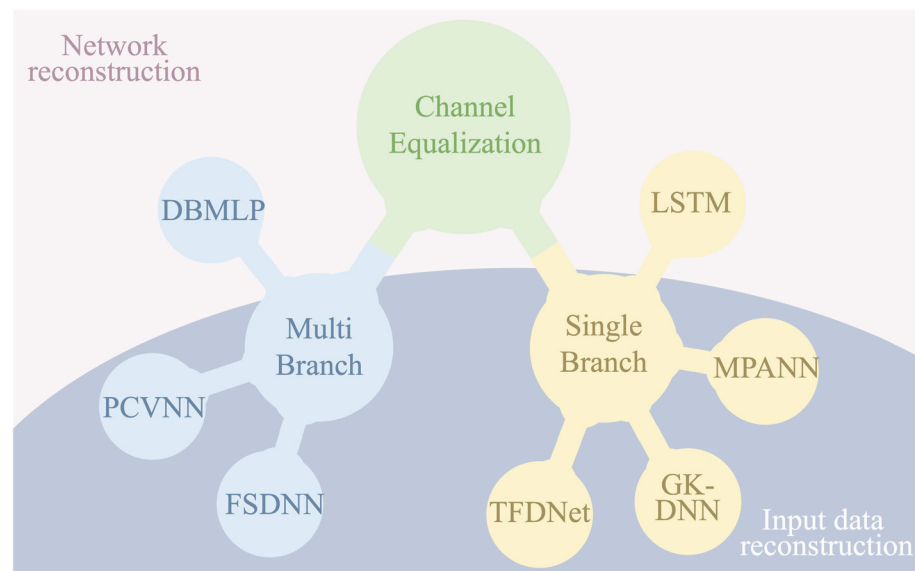 Network
reconstruction
Channel
Equalization
DBMLP
LSTM
Multi
Branch
Single
Branch
PCVNN
MPANN
FSDNN
TFDNet
GK-
DNN
Input data
reconstruction